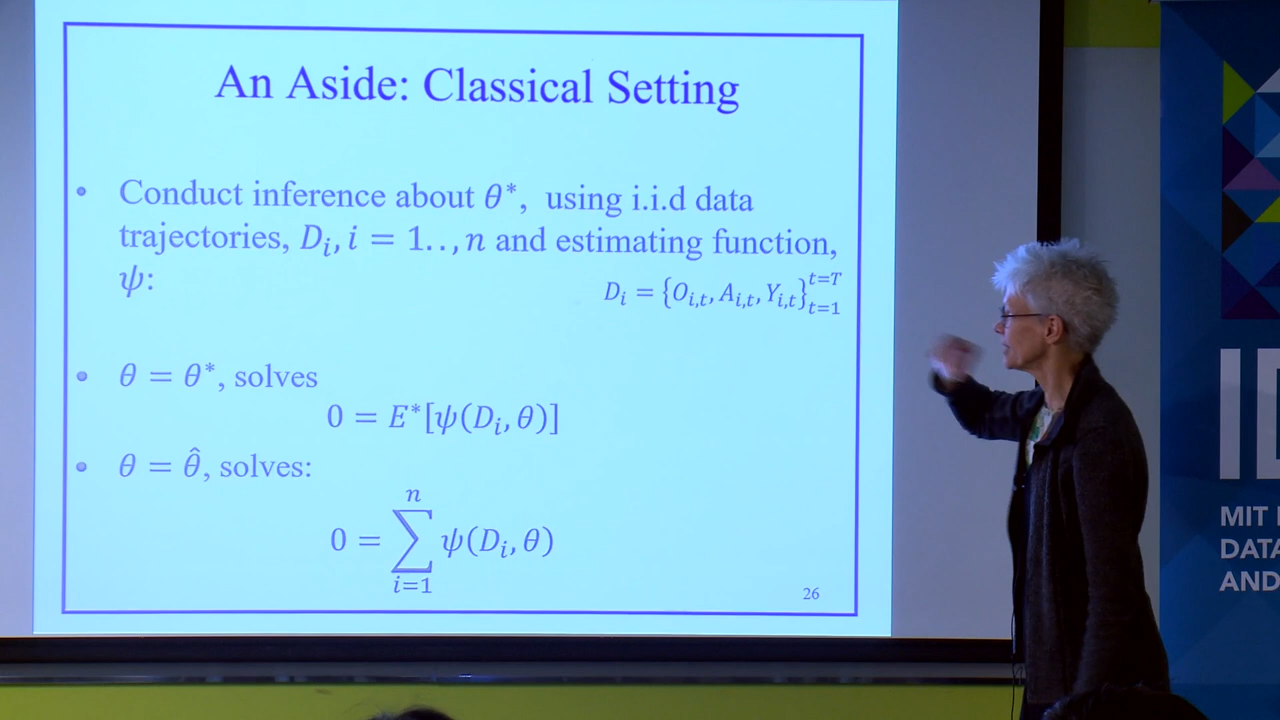 An Aside: Classical Setting
• Conduct inference about θ*, using i.i.d data
trajectories, D_i, i = 1.., n and estimating function,
ψ:
D_i = {O_{i,t}, A_{i,t}, Y_{i,t}}_{t=1}^{t=T}
• θ = θ*, solves
0 = E*[ψ(D_i, θ)]
• θ = θ̂, solves:
0 = ∑_{i=1}^{n} ψ(D_i, θ)
26
MIT
DATA
AND